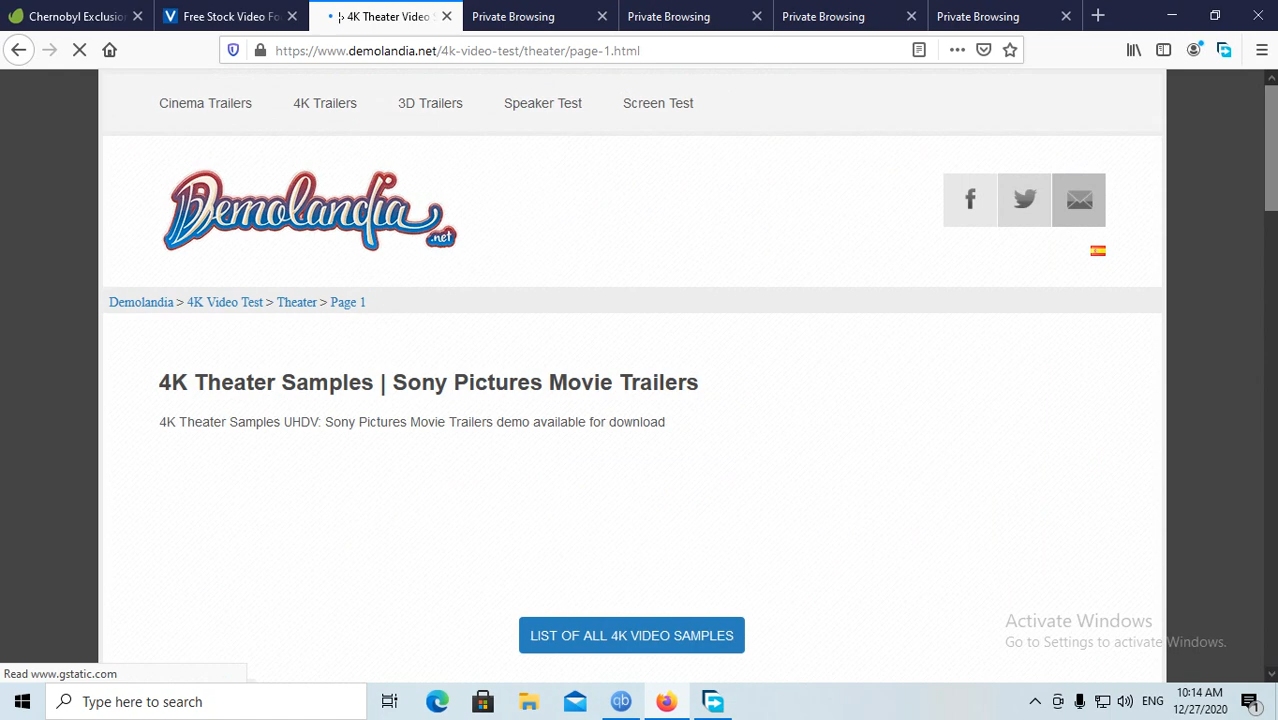 Chernobyl Exclusion
Free Stock Video Fo
4K Theater Video S
Private Browsing
Private Browsing
Private Browsing
Private Browsing
https://www.demolandia.net/4k-video-test/theater/page-1.html
Cinema Trailers
4K Trailers
3D Trailers
Speaker Test
Screen Test
Demolandia
.net
Demolandia > 4K Video Test > Theater > Page 1
4K Theater Samples | Sony Pictures Movie Trailers
4K Theater Samples UHDV: Sony Pictures Movie Trailers demo available for download
LIST OF ALL 4K VIDEO SAMPLES
Activate Windows
Go to Settings to activate Windows.
Read www.gstatic.com
Type here to search
qb
ENG
10:14 AM
12/27/2020
1